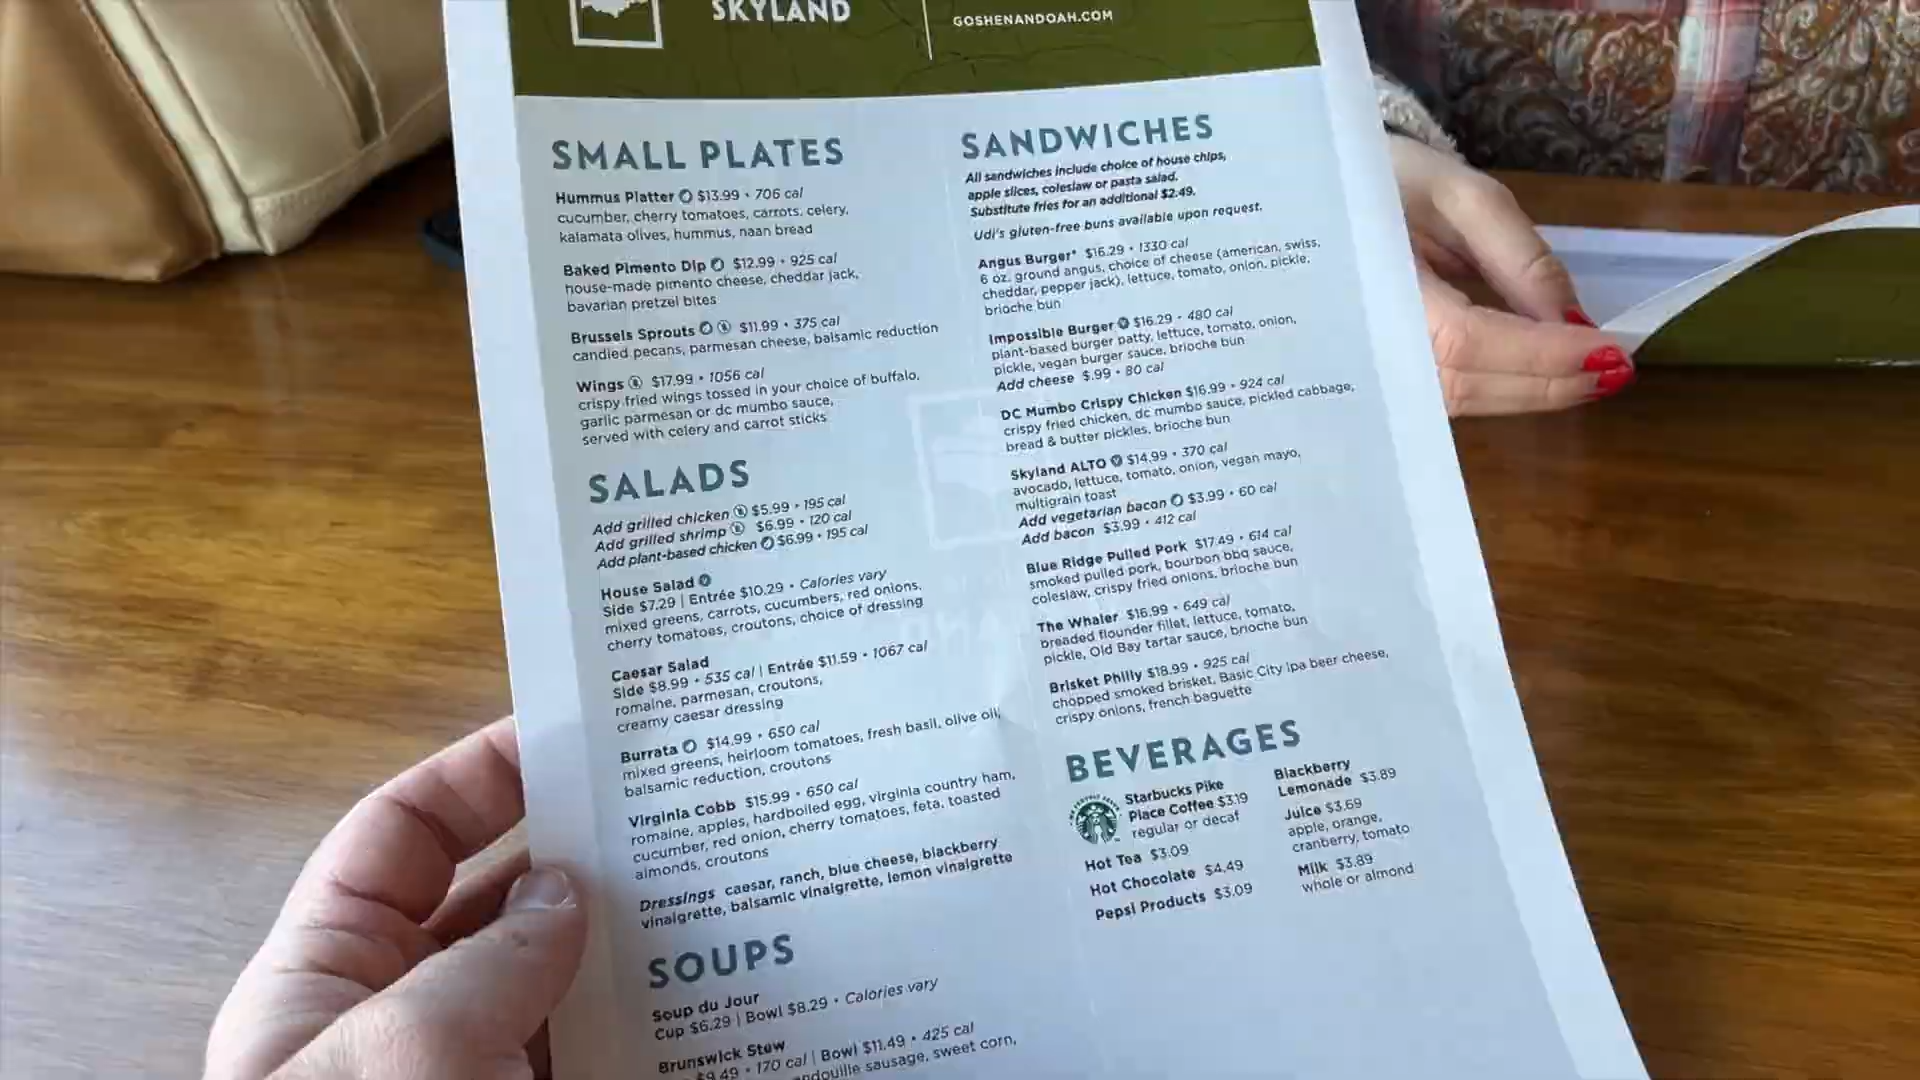 SKYLAND
GOSHENANDOAH.COM
SMALL PLATES
Hummus Platter $13.99 • 706 cal
cucumber, cherry tomatoes, carrots, celery,
kalamata olives, hummus, naan bread
Baked Pimento Dip $12.99 • 925 cal
house-made pimento cheese, cheddar jack,
bavarian pretzel bites
Brussels Sprouts $11.99 • 375 cal
candied pecans, parmesan cheese, balsamic reduction
Wings $17.99 • 1056 cal
crispy fried wings tossed in your choice of buffalo,
garlic parmesan or dc mumbo sauce,
served with celery and carrot sticks
SALADS
Add grilled chicken $5.99 • 195 cal
Add grilled shrimp $6.99 • 120 cal
Add plant-based chicken $6.99 • 195 cal
House Salad
Side $7.29 | Entrée $10.29 • Calories vary
mixed greens, carrots, cucumbers, red onions,
cherry tomatoes, croutons, choice of dressing
Caesar Salad
Side $8.99 • 535 cal | Entrée $11.59 • 1067 cal
romaine, parmesan, croutons,
creamy caesar dressing
Burrata $14.99 • 650 cal
mixed greens, heirloom tomatoes, fresh basil, olive oil,
balsamic reduction, croutons
Virginia Cobb $15.99 • 650 cal
romaine, apples, hardboiled egg, virginia country ham,
cucumber, red onion, cherry tomatoes, feta, toasted
almonds, croutons
Dressings caesar, ranch, blue cheese, blackberry
vinaigrette, balsamic vinaigrette, lemon vinaigrette
SOUPS
Soup du Jour
Cup $6.29 | Bowl $8.29 • Calories vary
Brunswick Stew
$9.49 • 170 cal | Bowl $11.49 • 425 cal
andouille sausage, sweet corn,
SANDWICHES
All sandwiches include choice of house chips,
apple slices, coleslaw or pasta salad.
Substitute fries for an additional $2.49.
Udi's gluten-free buns available upon request.
Angus Burger* $16.29 • 1330 cal
6 oz. ground angus, choice of cheese (american, swiss,
cheddar, pepper jack), lettuce, tomato, onion, pickle,
brioche bun
Impossible Burger $16.29 • 480 cal
plant-based burger patty, lettuce, tomato, onion,
pickle, vegan burger sauce, brioche bun
Add cheese $.99 • 80 cal
DC Mumbo Crispy Chicken $16.99 • 924 cal
crispy fried chicken, dc mumbo sauce, pickled cabbage,
bread & butter pickles, brioche bun
Skyland ALTO $14.99 • 370 cal
avocado, lettuce, tomato, onion, vegan mayo,
multigrain toast
Add vegetarian bacon $3.99 • 60 cal
Add bacon $3.99 • 412 cal
Blue Ridge Pulled Pork $17.49 • 614 cal
smoked pulled pork, bourbon bbq sauce,
coleslaw, crispy fried onions, brioche bun
The Whaler $16.99 • 649 cal
breaded flounder fillet, lettuce, tomato,
pickle, Old Bay tartar sauce, brioche bun
Brisket Philly $18.99 • 925 cal
chopped smoked brisket, Basic City ipa beer cheese,
crispy onions, french baguette
BEVERAGES
Starbucks Pike
Place Coffee $3.19
regular or decaf
Hot Tea $3.09
Hot Chocolate $4.49
Pepsi Products $3.09
Blackberry
Lemonade $3.89
Juice $3.69
apple, orange,
cranberry, tomato
Milk $3.89
whole or almond